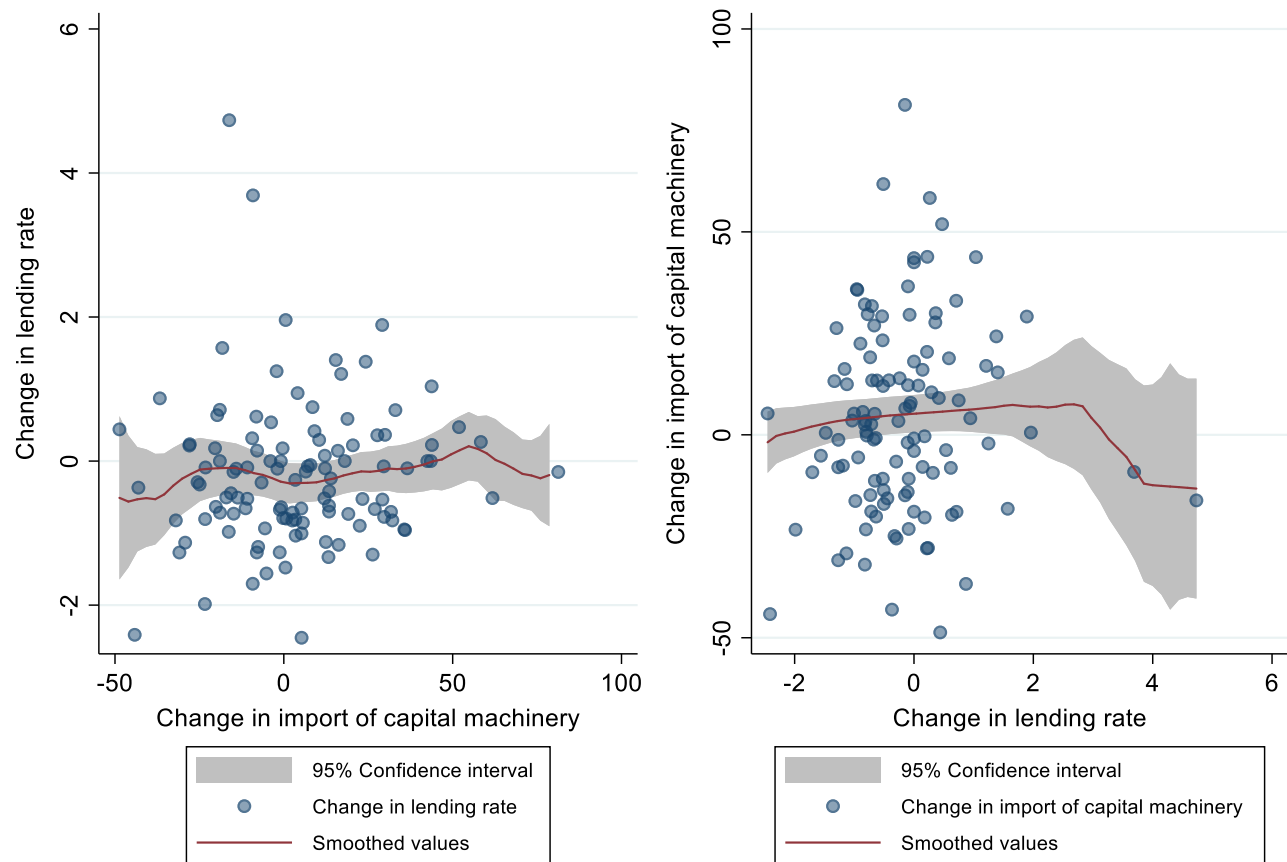 Change in lending rate
6
4
2
0
-2
-50
0
50
100
Change in import of capital machinery
95% Confidence interval
Change in lending rate
Smoothed values
Change in import of capital machinery
100
50
0
-50
-2
0
2
4
6
Change in lending rate
95% Confidence interval
Change in import of capital machinery
Smoothed values